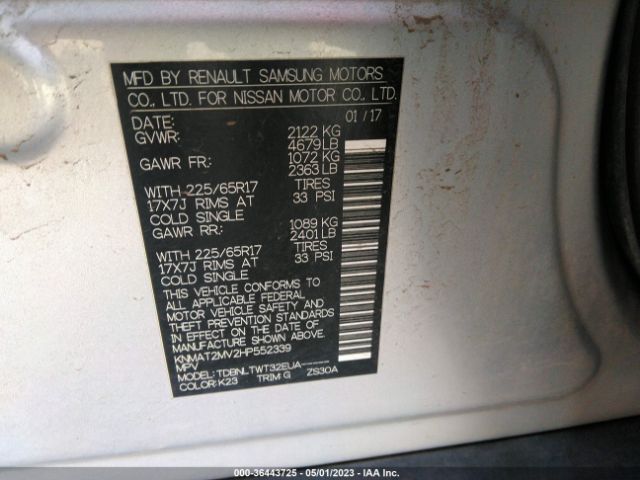 MFD BY RENAULT SAMSUNG MOTORS
CO., LTD. FOR NISSAN MOTOR CO., LTD.
DATE: 01/17
GVWR: 2122 KG
4679 LB
GAWR FR: 1072 KG
2363 LB
WITH 225/65R17 TIRES
17X7J RIMS AT 33 PSI
COLD SINGLE
GAWR RR: 1089 KG
2401 LB
WITH 225/65R17 TIRES
17X7J RIMS AT 33 PSI
COLD SINGLE
THIS VEHICLE CONFORMS TO
ALL APPLICABLE FEDERAL
MOTOR VEHICLE SAFETY AND
THEFT PREVENTION STANDARDS
IN EFFECT ON THE DATE OF
MANUFACTURE SHOWN ABOVE.
KNMAT2MV2HP552339
MPV
MODEL: TDBNLTWT32EUA-----
COLOR: K23 TRIM: G ZS30A
000-36443725 - 05/01/2023 - IAA Inc.